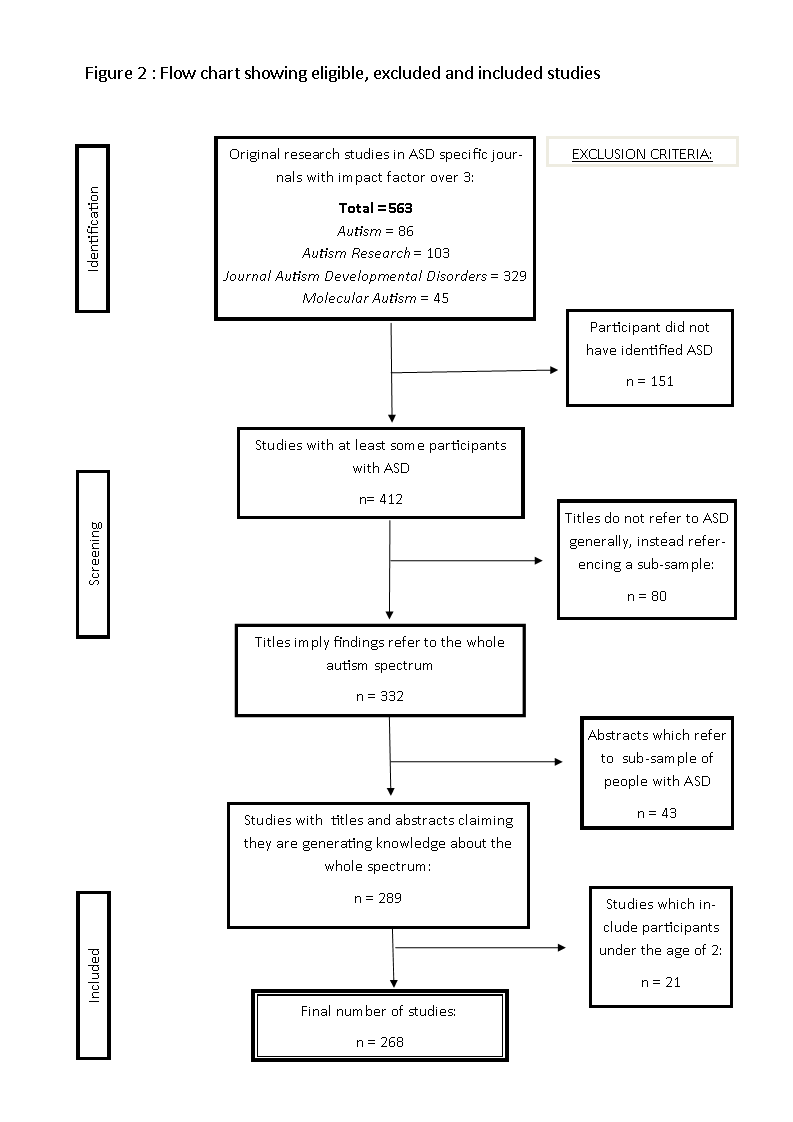 Figure 2 : Flow chart showing eligible, excluded and included studies
Identification
Original research studies in ASD specific jour-
nals with impact factor over 3:
Total =563
Autism = 86
Autism Research = 103
Journal Autism Developmental Disorders = 329
Molecular Autism = 45
EXCLUSION CRITERIA:
Participant did not
have identified ASD
n = 151
Studies with at least some participants
with ASD
n= 412
Screening
Titles do not refer to ASD
generally, instead refer-
encing a sub-sample:
n = 80
Titles imply findings refer to the whole
autism spectrum
n = 332
Abstracts which refer
to sub-sample of
people with ASD
n = 43
Studies with titles and abstracts claiming
they are generating knowledge about the
whole spectrum:
n = 289
Included
Studies which in-
clude participants
under the age of 2:
n = 21
Final number of studies:
n = 268